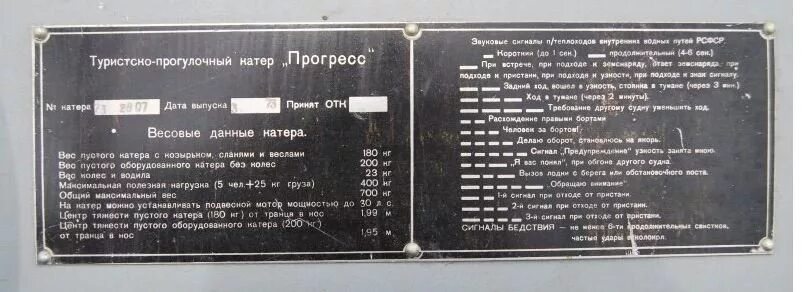 Туристско-прогулочный катер „Прогресс"
№ катера 2807 Дата выпуска 73 Принят ОТК
Весовые данные катера.
Вес пустого катера с козырьком, сланями и веслами 180 кг
Вес пустого оборудованного катера без колес 200 кг
Вес колес и водила 23 кг
Максимальная полезная нагрузка (5 чел.+25 кг груза) 400 кг
Общий максимальный вес 700 кг
На катер можно устанавливать подвесной мотор мощностью до 30 л. с.
Центр тяжести пустого катера (180 кг) от транца в нос 1,99 м
Центр тяжести пустого оборудованного катера (200 кг)
от транца в нос 1,95 м
Звуковые сигналы п/теплоходов внутренних водных путей РСФСР.
Короткий (до 1 сек.) продолжительный (4-6 сек.)
При встрече, при подходе к земснаряду, ответ земснаряда, при
подходе к пристани, при подходе к узкости, при подходе к знак сигналу.
Задний ход, вошел в узкость, стоянка в тумане (через 3 мин.)
Ход в тумане (через 2 минуты).
Требование другому судну уменьшить ход.
Расхождение правыми бортами
Человек за бортом!
Делаю оборот, становлюсь на якорь.
Сигнал "Предупреждение" узкость занята мною.
„Я вас понял", при обгоне другого судна.
Вызов лодки с берега или обстановочного поста.
„Обращаю внимание"
1-й сигнал при отходе от пристани.
2-й сигнал при отходе от пристани.
3-й сигнал при отходе от пристани.
СИГНАЛЫ БЕДСТВИЯ — не менее 6-ти продолжительных свистков,
частые удары в колокол.